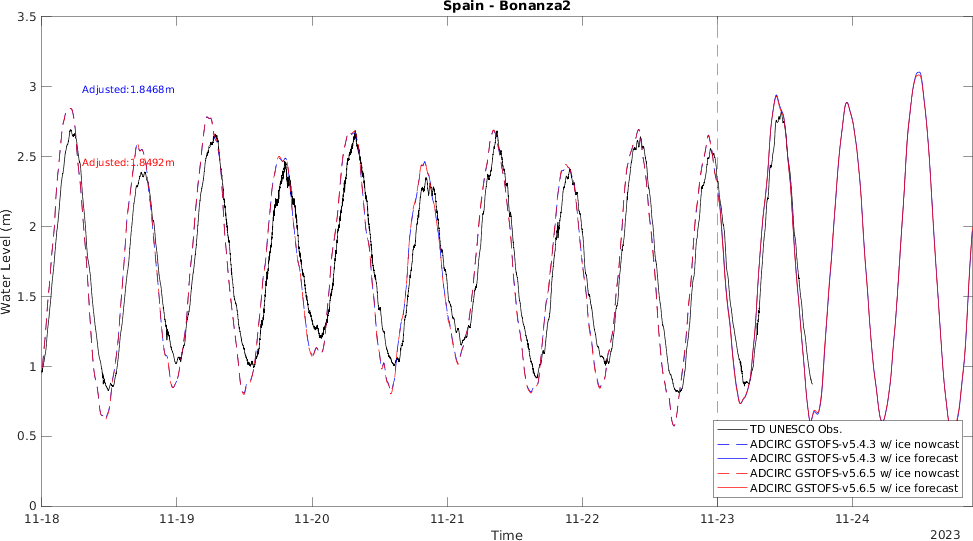 Spain - Bonanza2
3.5
3
2.5
2
1.5
1
0.5
0
Water Level (m)
Adjusted:1.8468m
Adjusted:1.8492m
TD UNESCO Obs.
ADCIRC GSTOFS-v5.4.3 w/ ice nowcast
ADCIRC GSTOFS-v5.4.3 w/ ice forecast
ADCIRC GSTOFS-v5.6.5 w/ ice nowcast
ADCIRC GSTOFS-v5.6.5 w/ ice forecast
11-18 11-19 11-20 11-21 11-22 11-23 11-24
Time
2023